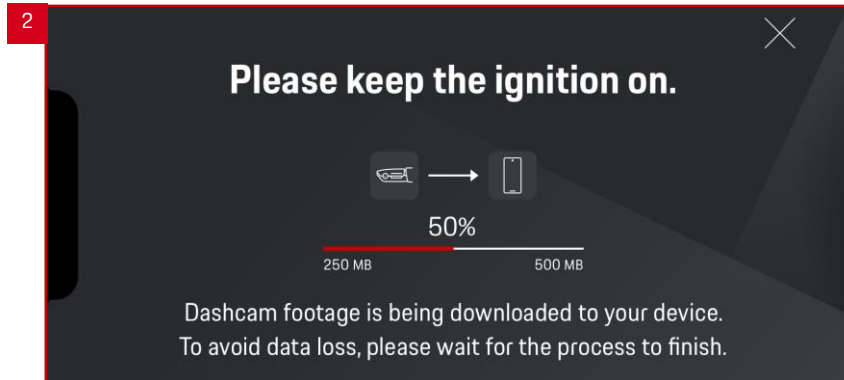 2
Please keep the ignition on.
50%
250 MB 500 MB
Dashcam footage is being downloaded to your device.
To avoid data loss, please wait for the process to finish.